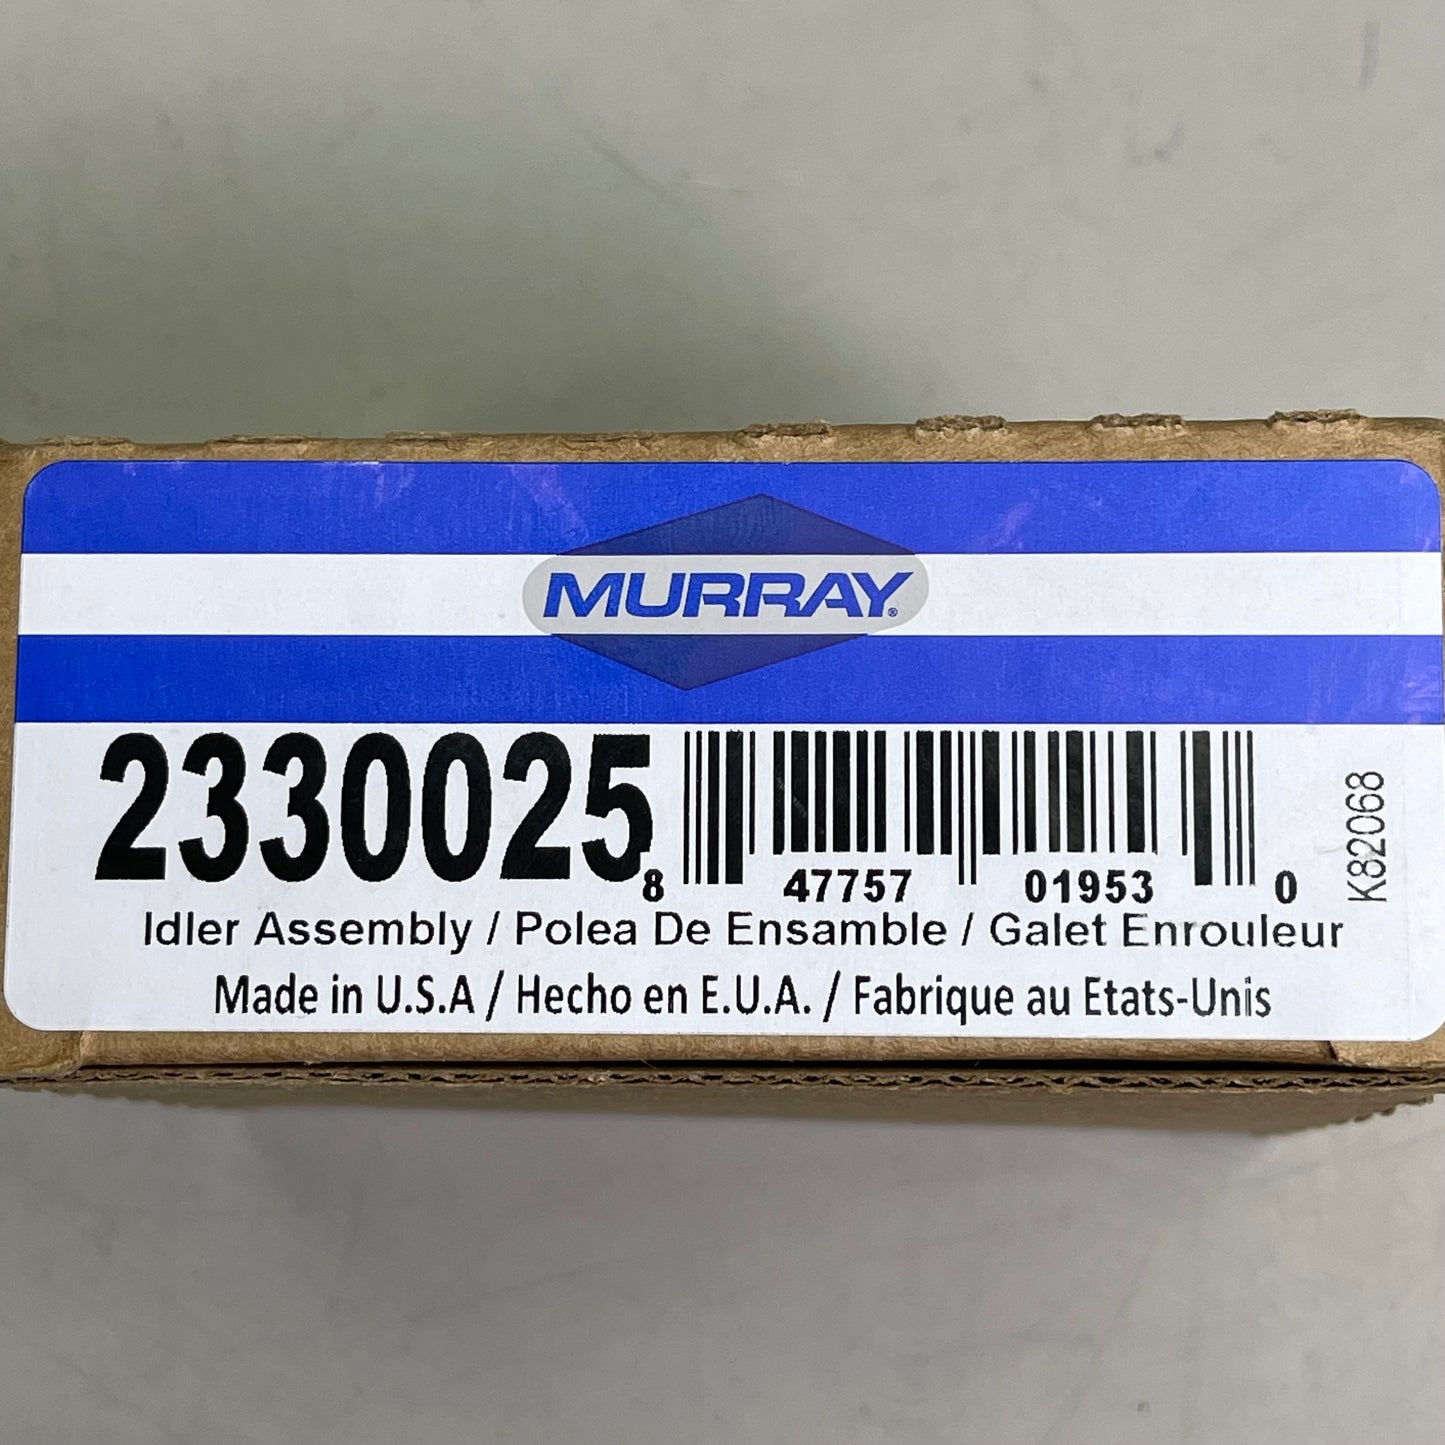 MURRAY®
2330025
8 47757 01953 0
K82068
Idler Assembly / Polea De Ensamble / Galet Enrouleur
Made in U.S.A / Hecho en E.U.A. / Fabrique au Etats-Unis